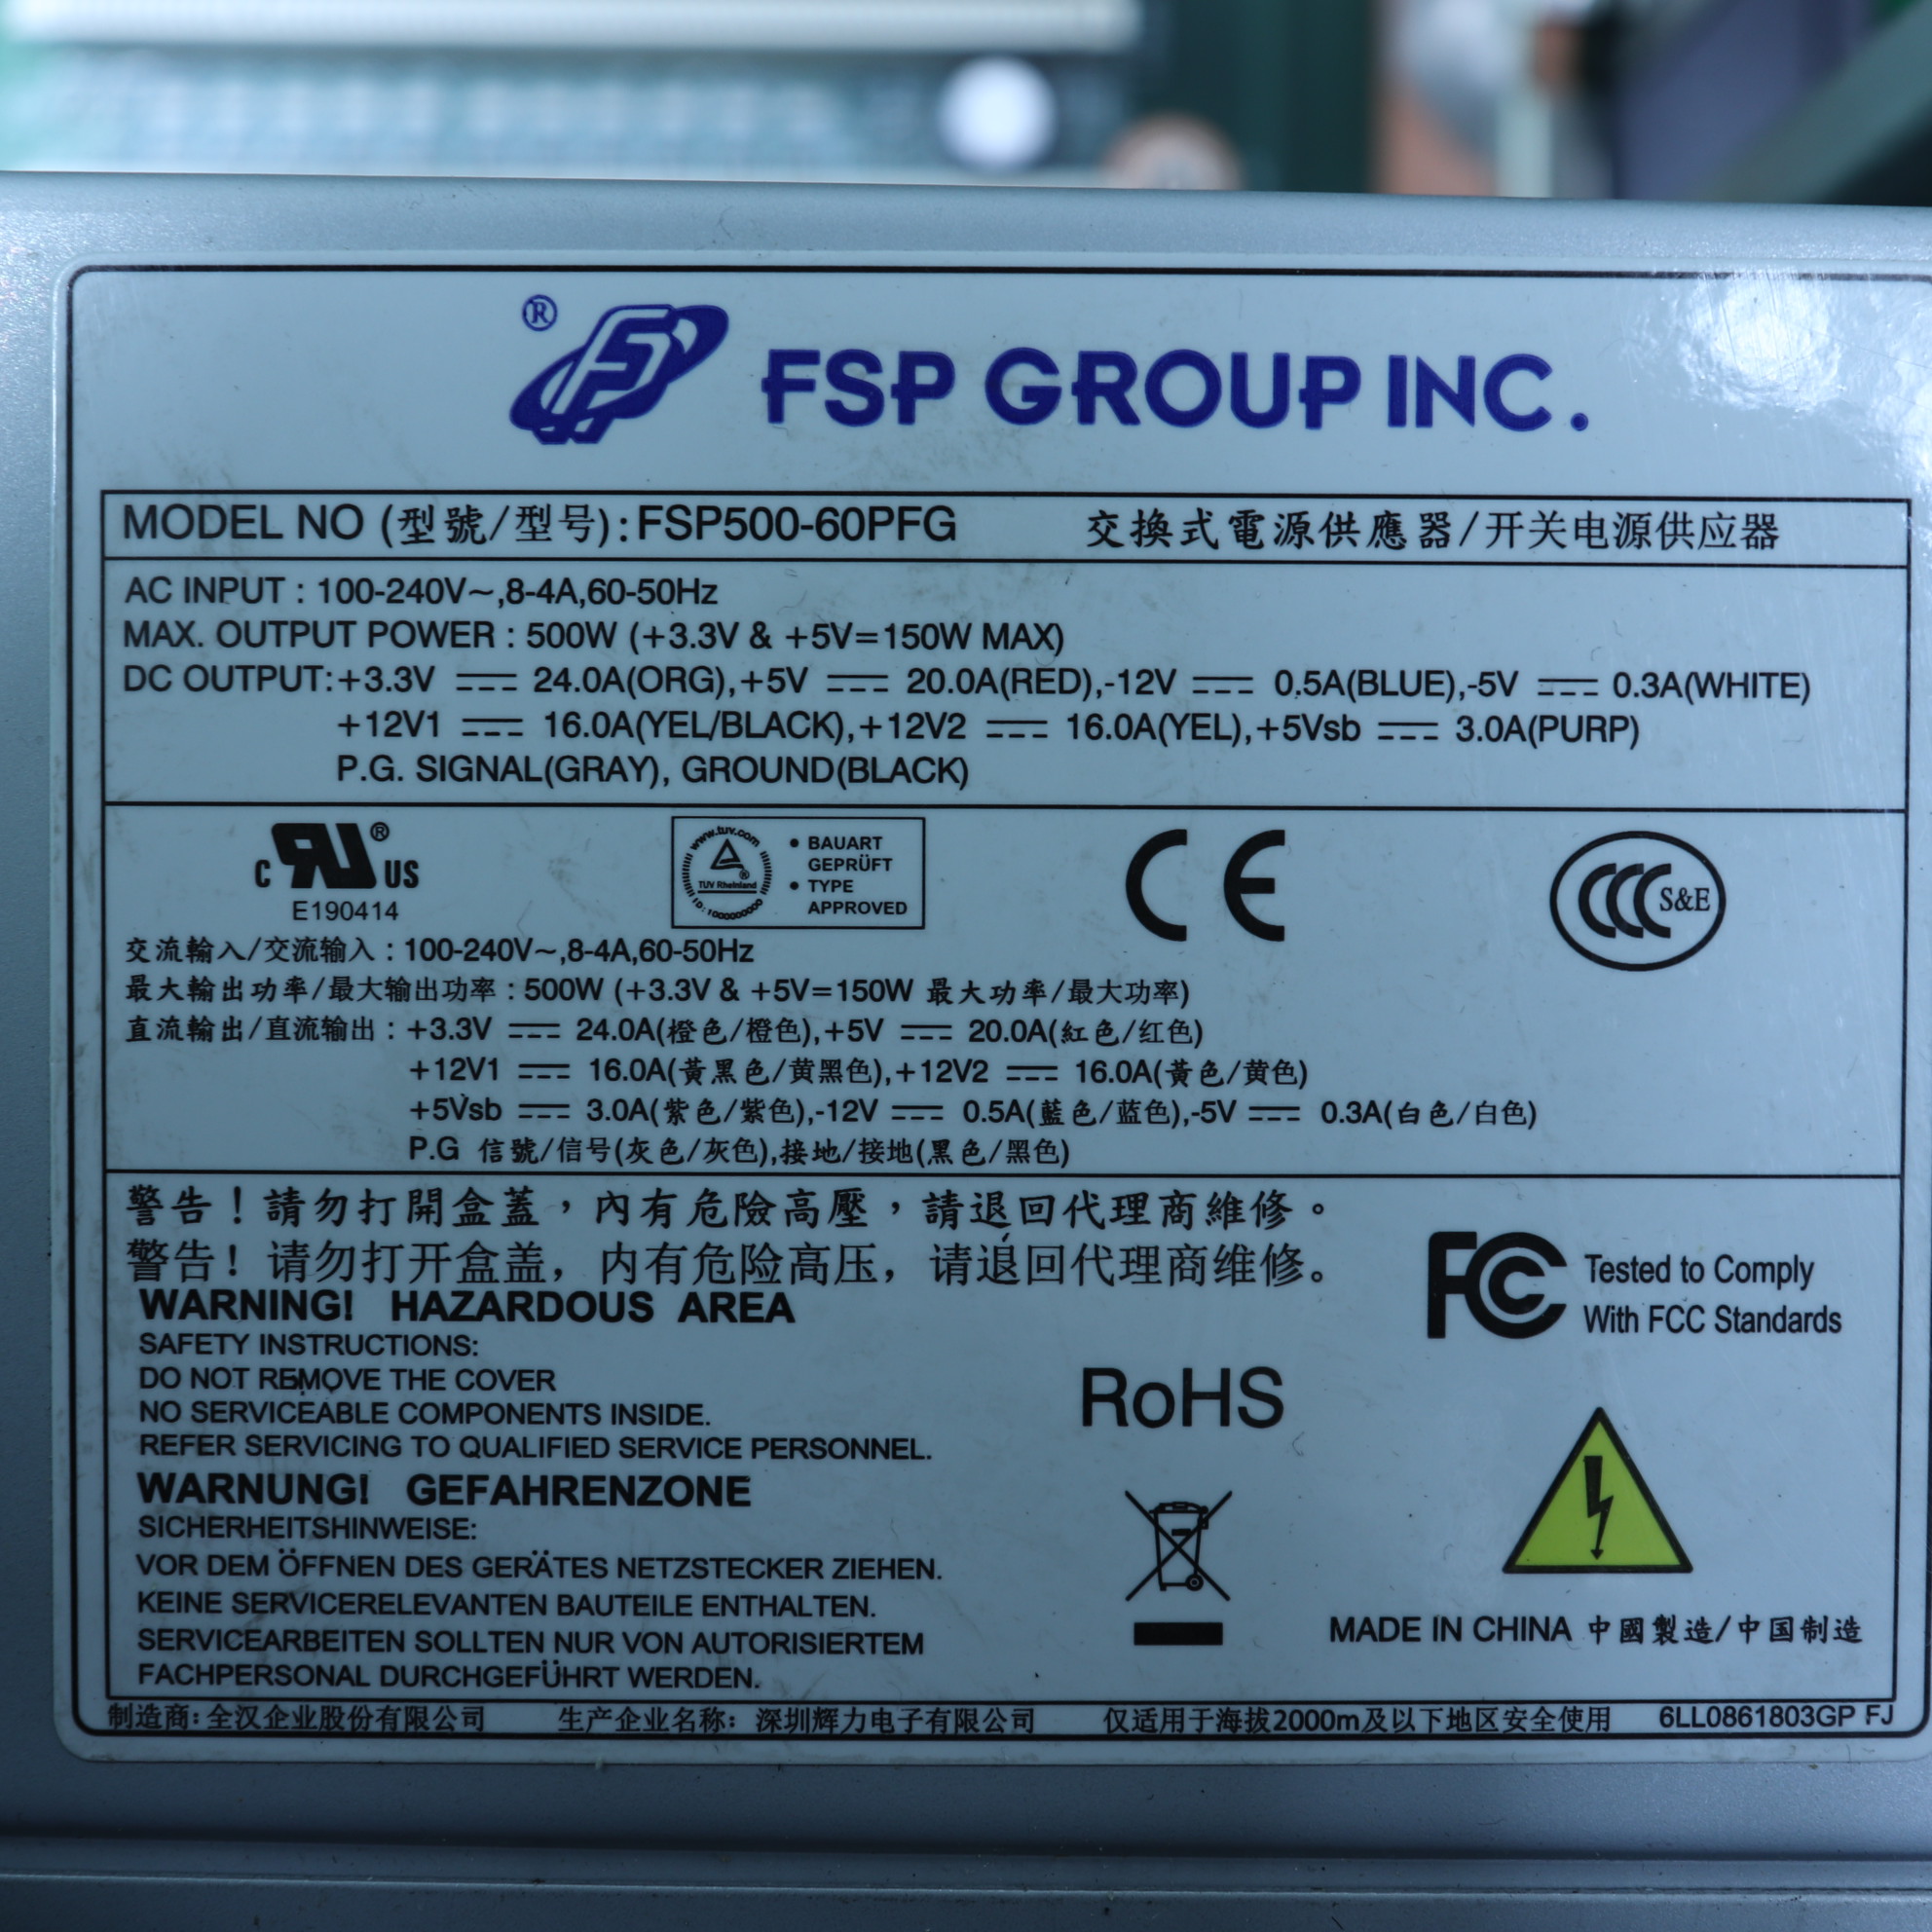 ® FSP GROUP INC.
MODEL NO (型號/型号): FSP500-60PFG 交換式電源供應器/开关电源供应器
AC INPUT : 100-240V~,8-4A,60-50Hz
MAX. OUTPUT POWER : 500W (+3.3V & +5V=150W MAX)
DC OUTPUT:+3.3V ⎓ 24.0A(ORG),+5V ⎓ 20.0A(RED),-12V ⎓ 0.5A(BLUE),-5V ⎓ 0.3A(WHITE)
+12V1 ⎓ 16.0A(YEL/BLACK),+12V2 ⎓ 16.0A(YEL),+5Vsb ⎓ 3.0A(PURP)
P.G. SIGNAL(GRAY), GROUND(BLACK)
C RU ® US
E190414
www.tuv.com
TÜV Rheinland ®
ID:1000000000
• BAUART
GEPRÜFT
• TYPE
APPROVED
CE
CCC S&E
交流輸入/交流输入 : 100-240V~,8-4A,60-50Hz
最大輸出功率/最大输出功率 : 500W (+3.3V & +5V=150W 最大功率/最大功率)
直流輸出/直流输出 : +3.3V ⎓ 24.0A(橙色/橙色),+5V ⎓ 20.0A(紅色/红色)
+12V1 ⎓ 16.0A(黃黑色/黄黑色),+12V2 ⎓ 16.0A(黃色/黄色)
+5Vsb ⎓ 3.0A(紫色/紫色),-12V ⎓ 0.5A(藍色/蓝色),-5V ⎓ 0.3A(白色/白色)
P.G 信號/信号(灰色/灰色),接地/接地(黑色/黑色)
警告！請勿打開盒蓋，內有危險高壓，請退回代理商維修。
警告！请勿打开盒盖，内有危险高压，请退回代理商维修。
WARNING! HAZARDOUS AREA
SAFETY INSTRUCTIONS:
DO NOT REMOVE THE COVER
NO SERVICEABLE COMPONENTS INSIDE.
REFER SERVICING TO QUALIFIED SERVICE PERSONNEL.
WARNUNG! GEFAHRENZONE
SICHERHEITSHINWEISE:
VOR DEM ÖFFNEN DES GERÄTES NETZSTECKER ZIEHEN.
KEINE SERVICERELEVANTEN BAUTEILE ENTHALTEN.
SERVICEARBEITEN SOLLTEN NUR VON AUTORISIERTEM
FACHPERSONAL DURCHGEFÜHRT WERDEN.
FC Tested to Comply
With FCC Standards
RoHS
MADE IN CHINA 中國製造/中国制造
制造商: 全汉企业股份有限公司 生产企业名称: 深圳辉力电子有限公司 仅适用于海拔2000m及以下地区安全使用 6LL0861803GP FJ